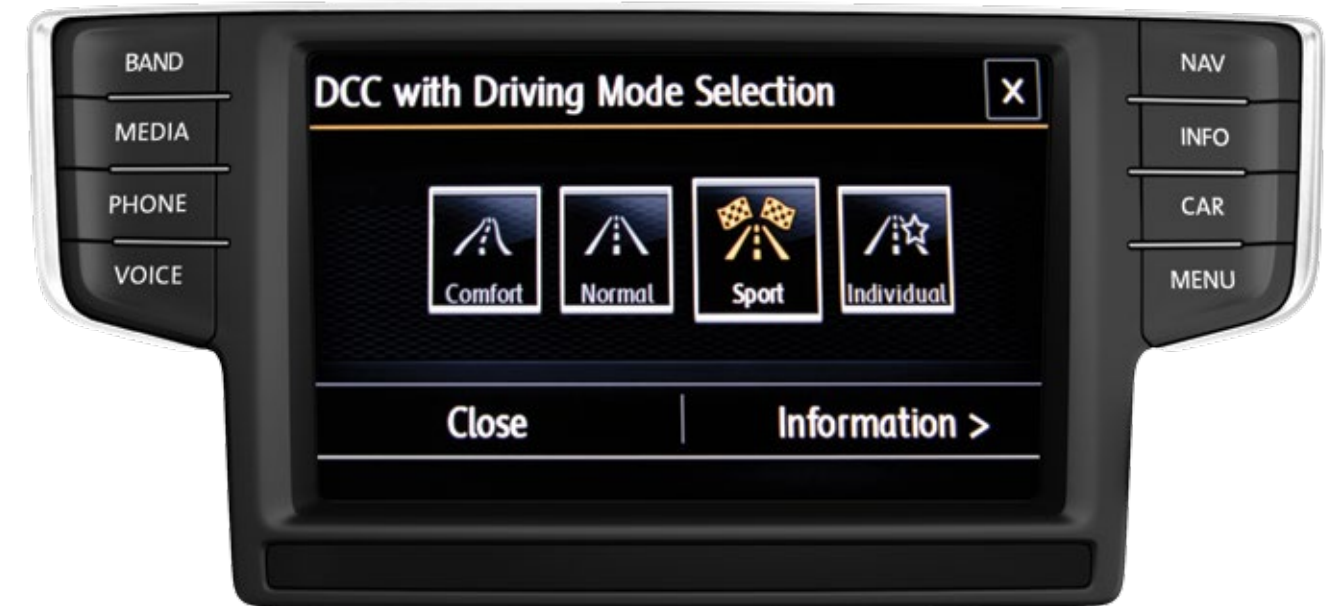 BAND
MEDIA
PHONE
VOICE
DCC with Driving Mode Selection
X
Comfort
Normal
Sport
Individual
Close
Information >
NAV
INFO
CAR
MENU